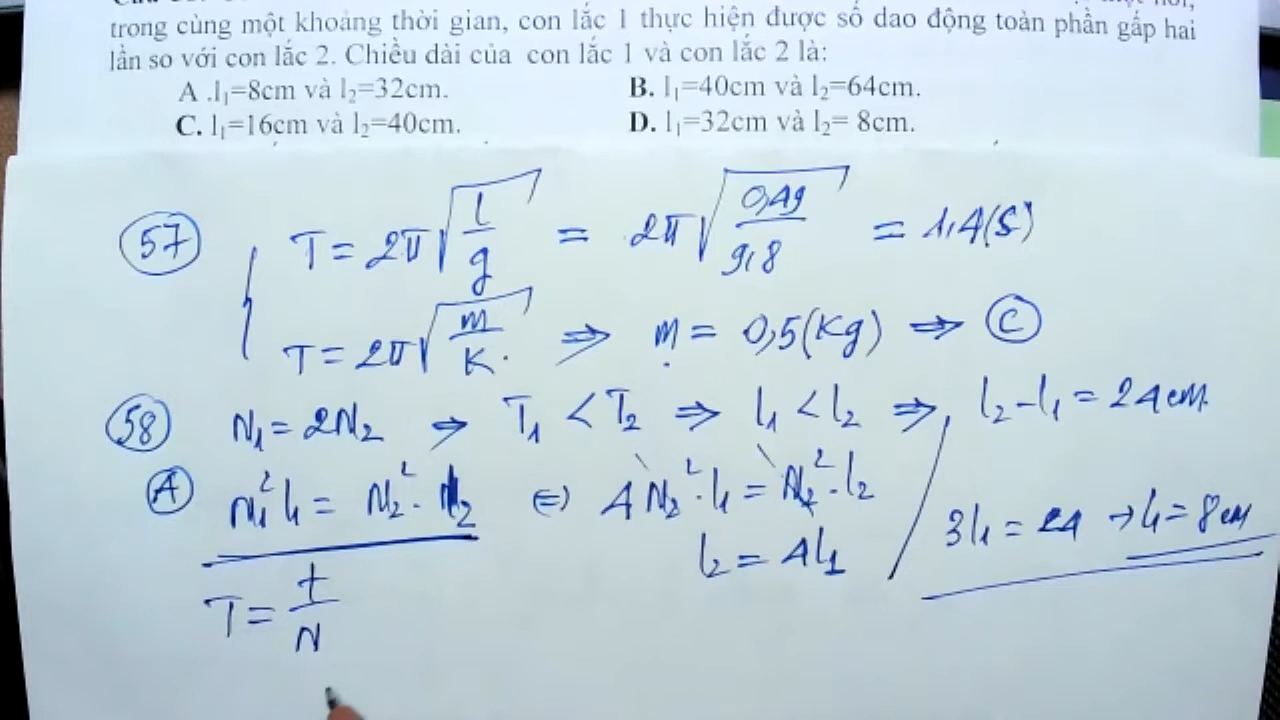 trong cùng một khoảng thời gian, con lắc 1 thực hiện được số dao động toàn phần gấp hai
lần so với con lắc 2. Chiều dài của con lắc 1 và con lắc 2 là:
A .l₁=8cm và l₂=32cm. B. l₁=40cm và l₂=64cm.
C. l₁=16cm và l₂=40cm. D. l₁=32cm và l₂= 8cm.
57 T = 2π√(l/g) = 2π√(0,49/9,8) = 1,4(s)
T = 2π√(m/K) ⇒ m = 0,5(Kg) ⇒ C
58 N₁ = 2N₂ ⇒ T₁ < T₂ ⇒ l₁ < l₂ ⇒ l₂ - l₁ = 24cm.
A N₁² l₁ = N₂² . l₂ ⇔ 4N₂² . l₁ = N₂² . l₂
l₂ = 4l₁ 3l₁ = 24 → l₁ = 8cm
T = t/N